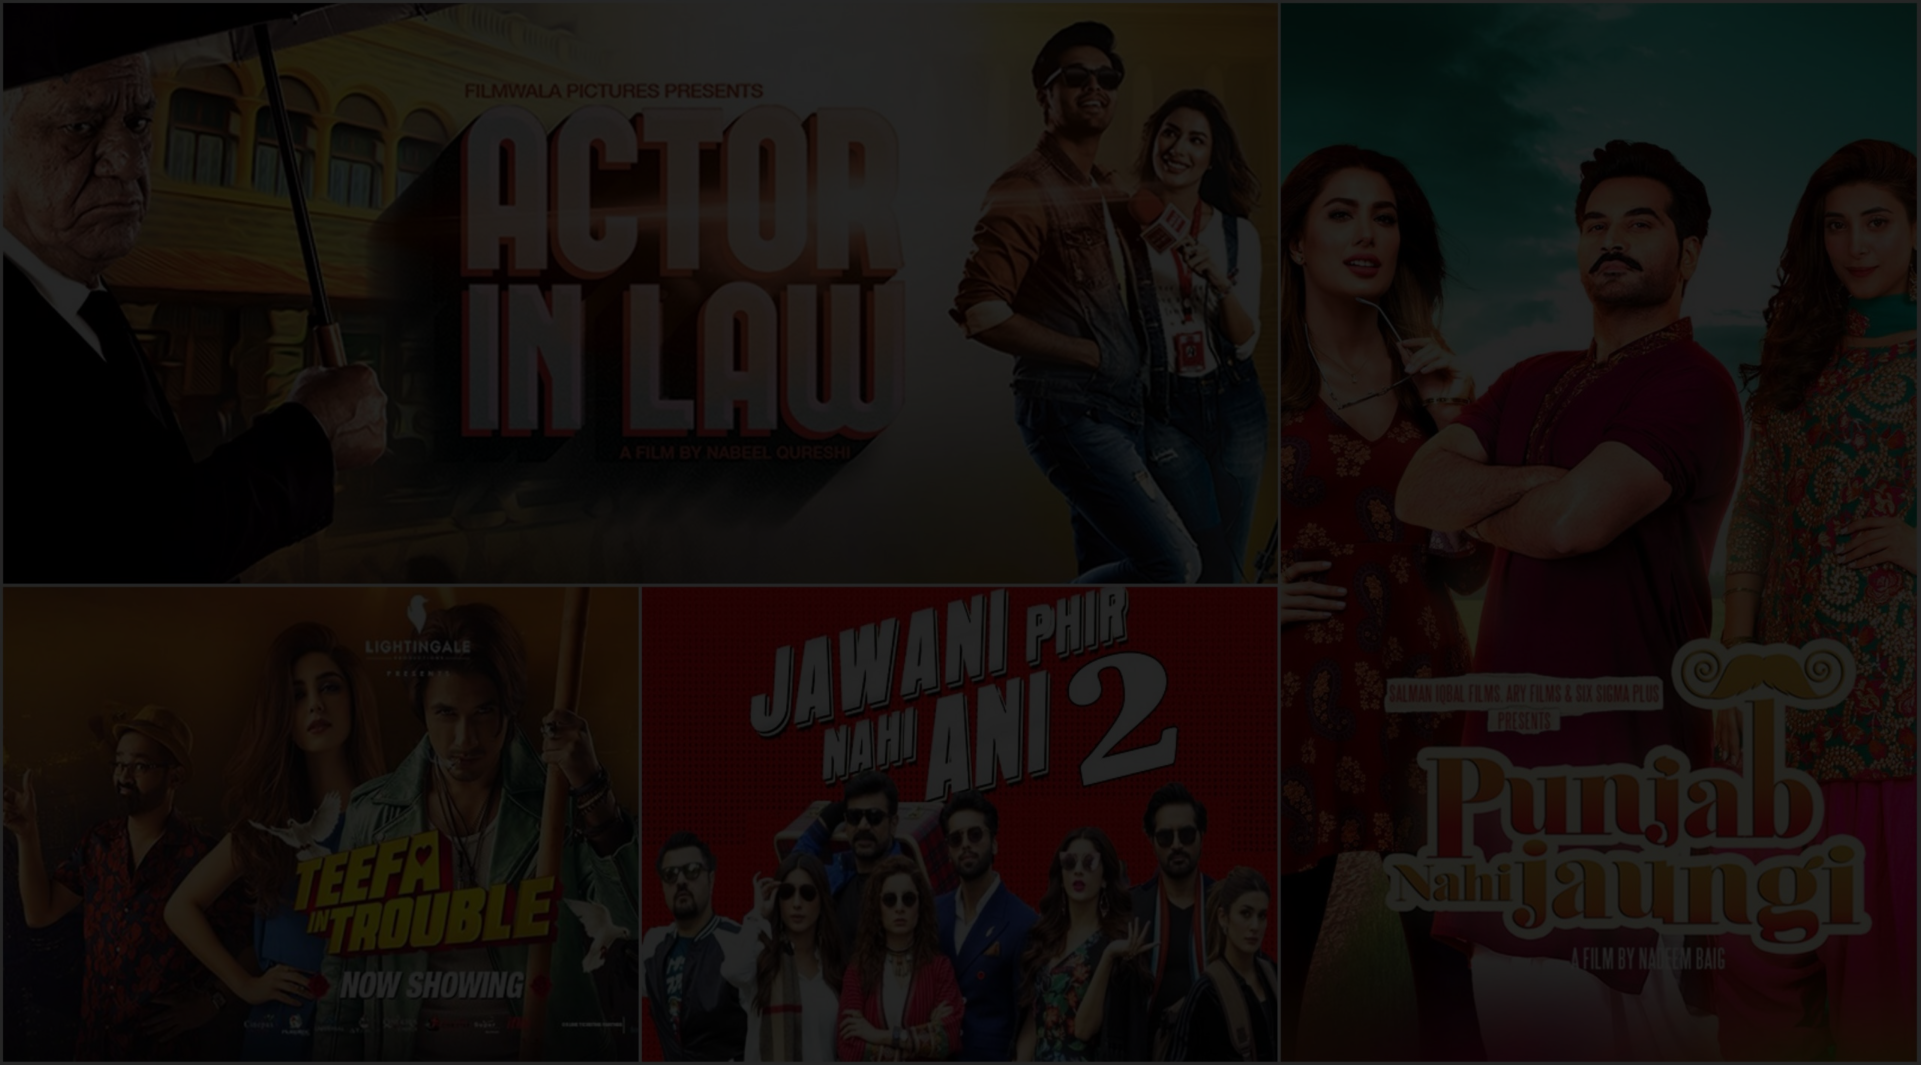 FILMWALA PICTURES PRESENTS
ACTOR
IN LAW
A FILM BY NABEEL QURESHI
LIGHTINGALE
PRESENTS
TEEFA
IN TROUBLE
NOW SHOWING
JAWANI PHIR
NAHI ANI 2
SALMAN IQBAL FILMS, ARY FILMS & SIX SIGMA PLUS
PRESENTS
Punjab
Nahi jaungi
A FILM BY NADEEM BAIG